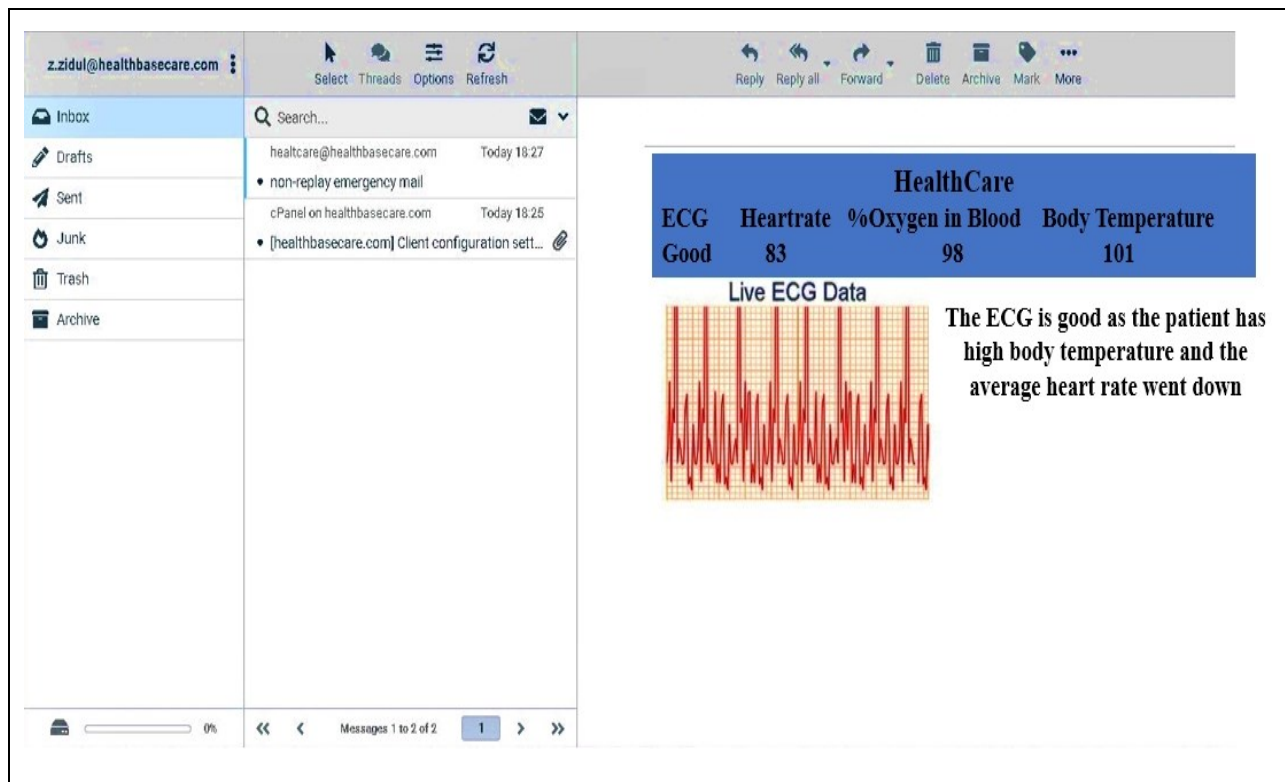 z.zidul@healthbasecare.com
Select Threads Options Refresh
Reply Reply all Forward Delete Archive Mark More
Inbox
Drafts
Sent
Junk
Trash
Archive
0%
Search...
healtcare@healthbasecare.com Today 18:27
• non-replay emergency mail
cPanel on healthbasecare.com Today 18:25
• [healthbasecare.com] Client configuration sett...
Messages 1 to 2 of 2 1
HealthCare
ECG Heartrate %Oxygen in Blood Body Temperature
Good 83 98 101
Live ECG Data
The ECG is good as the patient has
high body temperature and the
average heart rate went down